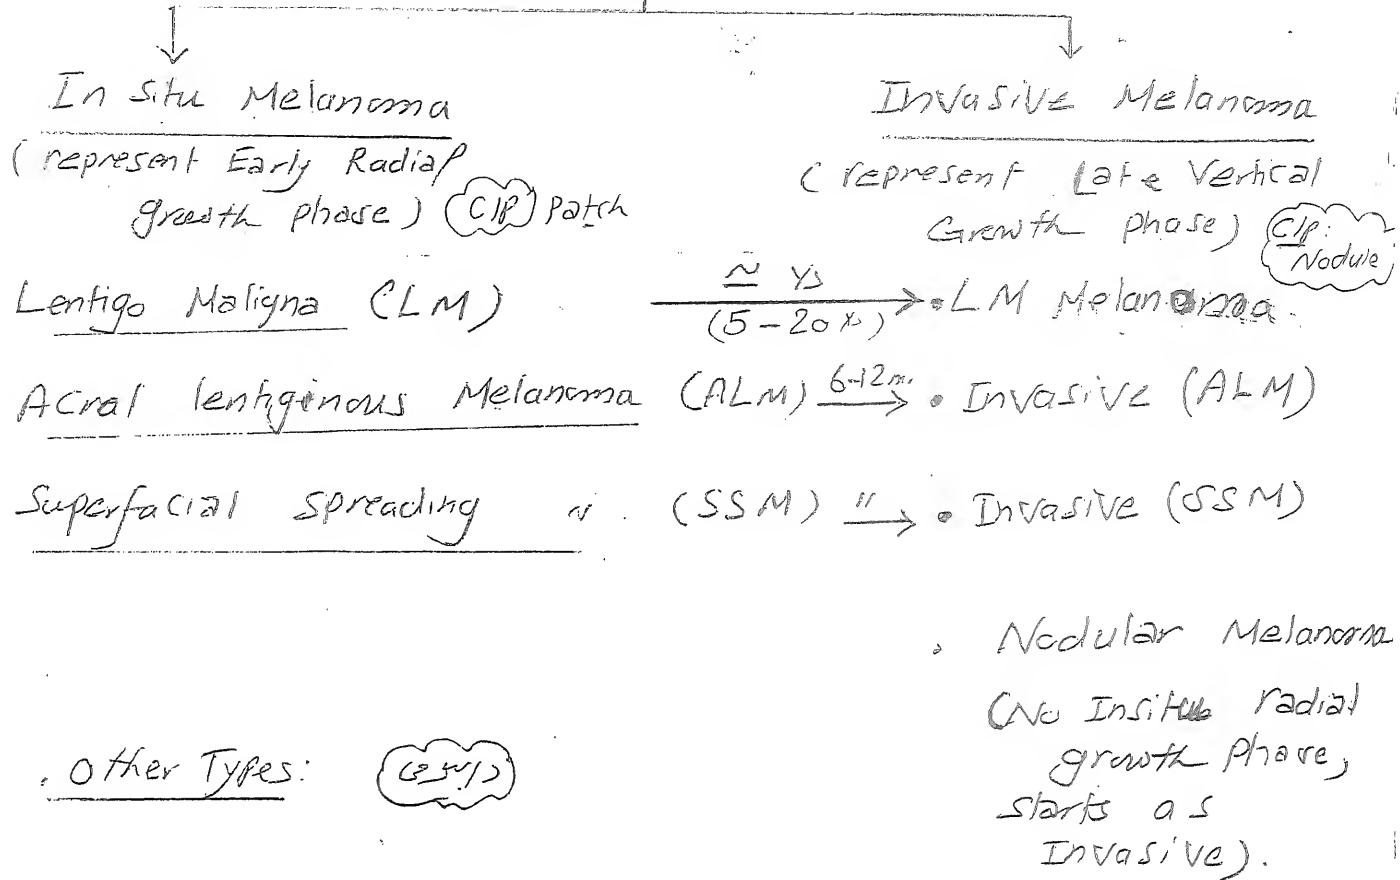 In Situ Melanoma
(represent Early Radial
growth phase) C/P Patch
Invasive Melanoma
(represent Late Vertical
Growth phase) C/P:
Nodule
Lentigo Maligna (LM) ≃ Ys (5-20 Ys) → • LM Melanoma
Acral lentiginous Melanoma (ALM) 6-12m. → • Invasive (ALM)
Superfacial spreading 〃. (SSM) 〃 → • Invasive (SSM)
• Nodular Melanoma
(No Insitu radial
growth phase,
starts as
Invasive).
. Other Types: